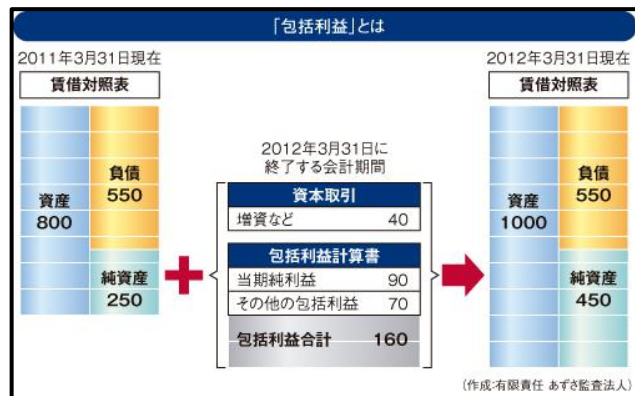 「包括利益」とは
2011年3月31日現在
賃借対照表
資産
800
負債
550
純資産
250
2012年3月31日に
終了する会計期間
資本取引
増資など 40
包括利益計算書
当期純利益 90
その他の包括利益 70
包括利益合計 160
2012年3月31日現在
賃借対照表
資産
1000
負債
550
純資産
450
(作成:有限責任 あずさ監査法人)